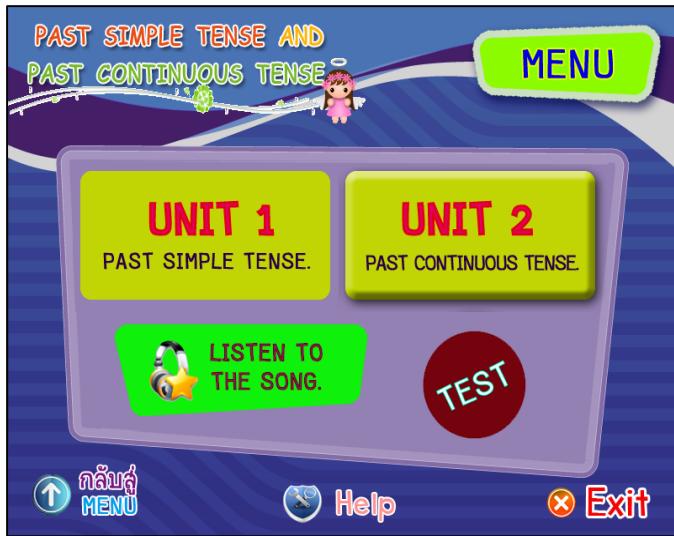 PAST SIMPLE TENSE AND
PAST CONTINUOUS TENSE
MENU
UNIT 1
PAST SIMPLE TENSE.
UNIT 2
PAST CONTINUOUS TENSE.
LISTEN TO
THE SONG.
TEST
กลับสู่
MENU
Help
Exit